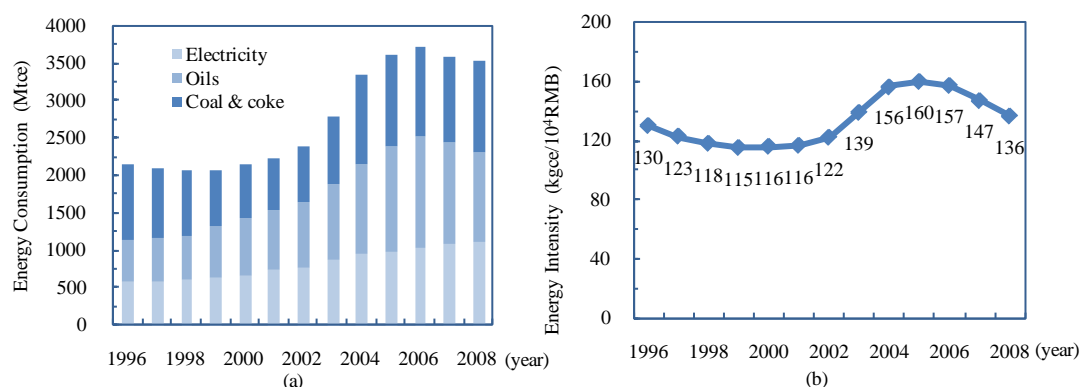 4000
3500
3000
2500
2000
1500
1000
500
0
Energy Consumption (Mtce)
Electricity
Oils
Coal & coke
1996 1998 2000 2002 2004 2006 2008 (year)
(a)
200
160
120
80
40
0
Energy Intensity (kgce/10⁴RMB)
130 123 118 115 116 116 122 139 156 160 157 147 136
1996 1998 2000 2002 2004 2006 2008 (year)
(b)